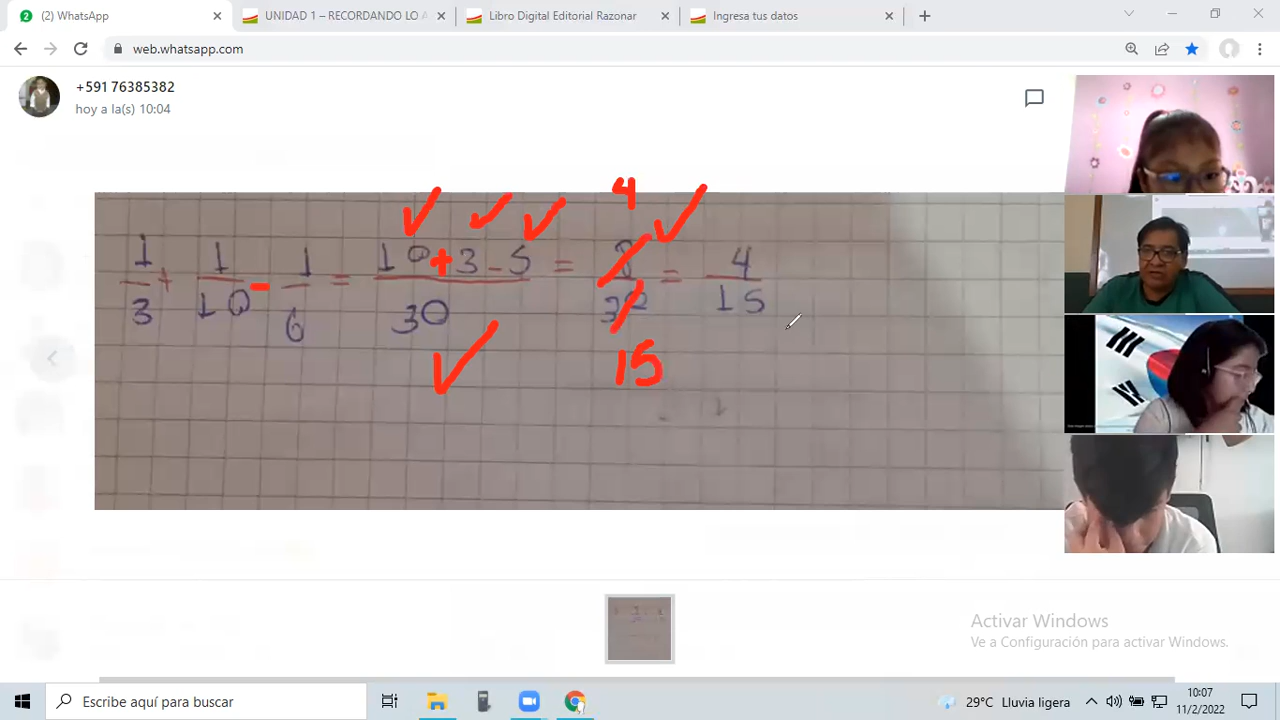 (2) WhatsApp
UNIDAD 1 – RECORDANDO LO A
Libro Digital Editorial Razonar
Ingresa tus datos
web.whatsapp.com
+591 76385382
hoy a la(s) 10:04
4
1/3 + 1/10 - 1/6 = 10+3-5/30 = 8/30 = 4/15
15
Activar Windows
Ve a Configuración para activar Windows.
Escribe aquí para buscar
29°C Lluvia ligera
10:07
11/2/2022